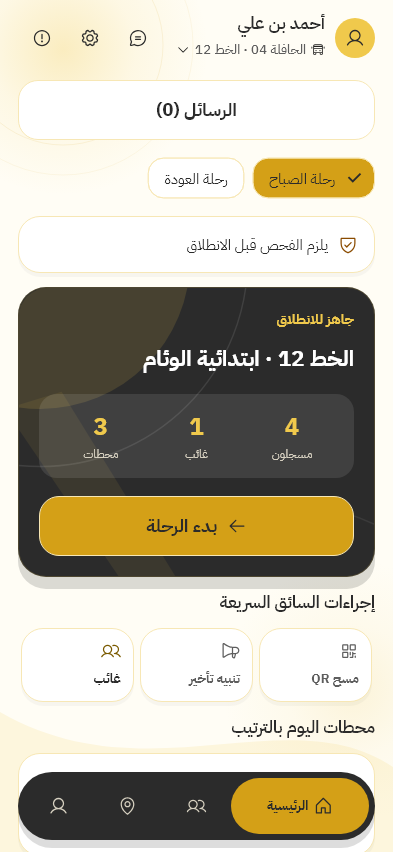 أحمد بن علي
الحافلة 04 · الخط 12
الرسائل (0)
رحلة الصباح
رحلة العودة
يلزم الفحص قبل الانطلاق
جاهز للانطلاق
الخط 12 · ابتدائية الوئام
4 1 3
مسجلون غائب محطات
بدء الرحلة
إجراءات السائق السريعة
مسح QR
تنبيه تأخير
غائب
محطات اليوم بالترتيب
الرئيسية